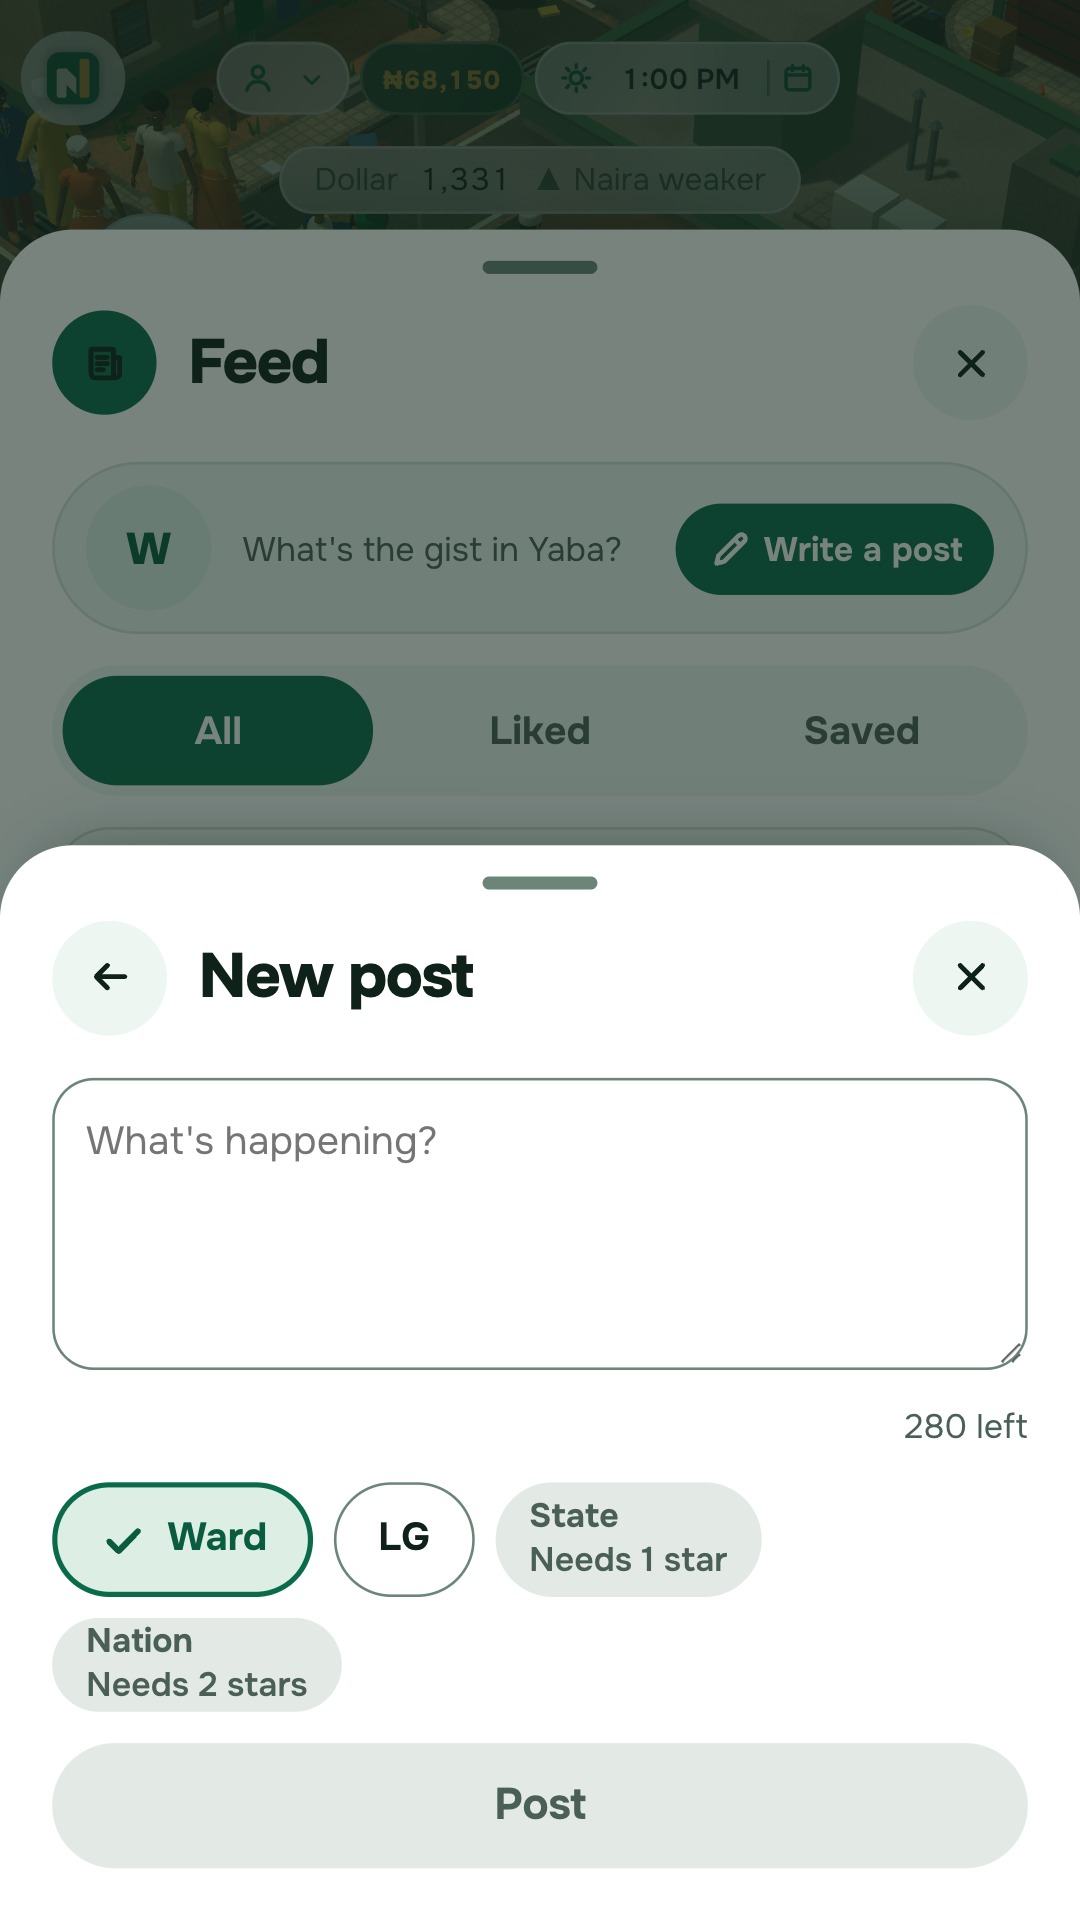 ₦68,150
1:00 PM
Dollar 1,331 ▲ Naira weaker
Feed
W What's the gist in Yaba? Write a post
All Liked Saved
New post
What's happening?
280 left
Ward LG State
Needs 1 star
Nation
Needs 2 stars
Post